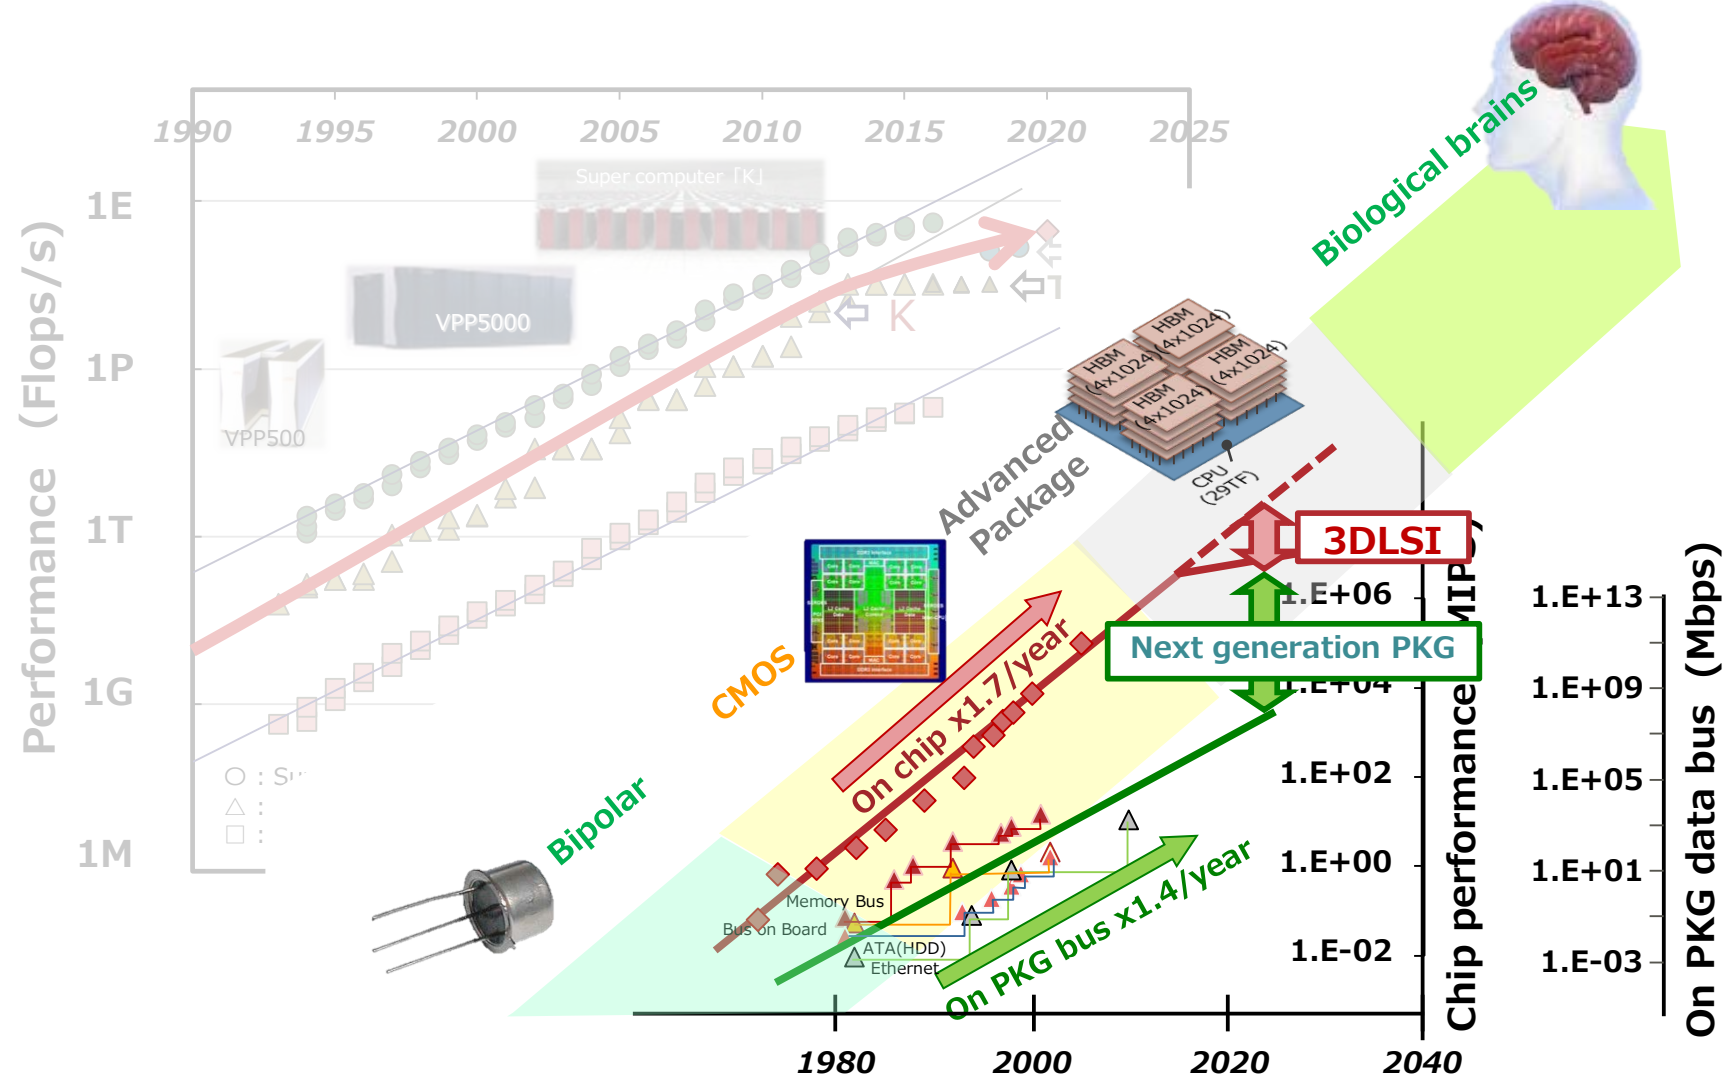 1990 1995 2000 2005 2010 2015 2020 2025
Performance (Flops/s)
1E
1P
1T
1G
1M
Super computer「K」
VPP5000
VPP500
K
O : Su
△ :
□ :
Biological brains
HBM
(4x1024)
HBM
(4x1024)
HBM
(4x1024)
HBM
(4x1024)
CPU
(29TF)
Advanced
Package
CMOS
Bipolar
3DLSI
Next generation PKG
On chip x1.7/year
On PKG bus x1.4/year
Memory Bus
Bus on Board
ATA(HDD)
Ethernet
1.E+06
1.E+04
1.E+02
1.E+00
1.E-02
Chip performance
1.E+13
1.E+09
1.E+05
1.E+01
1.E-03
On PKG data bus (Mbps)
1980 2000 2020 2040